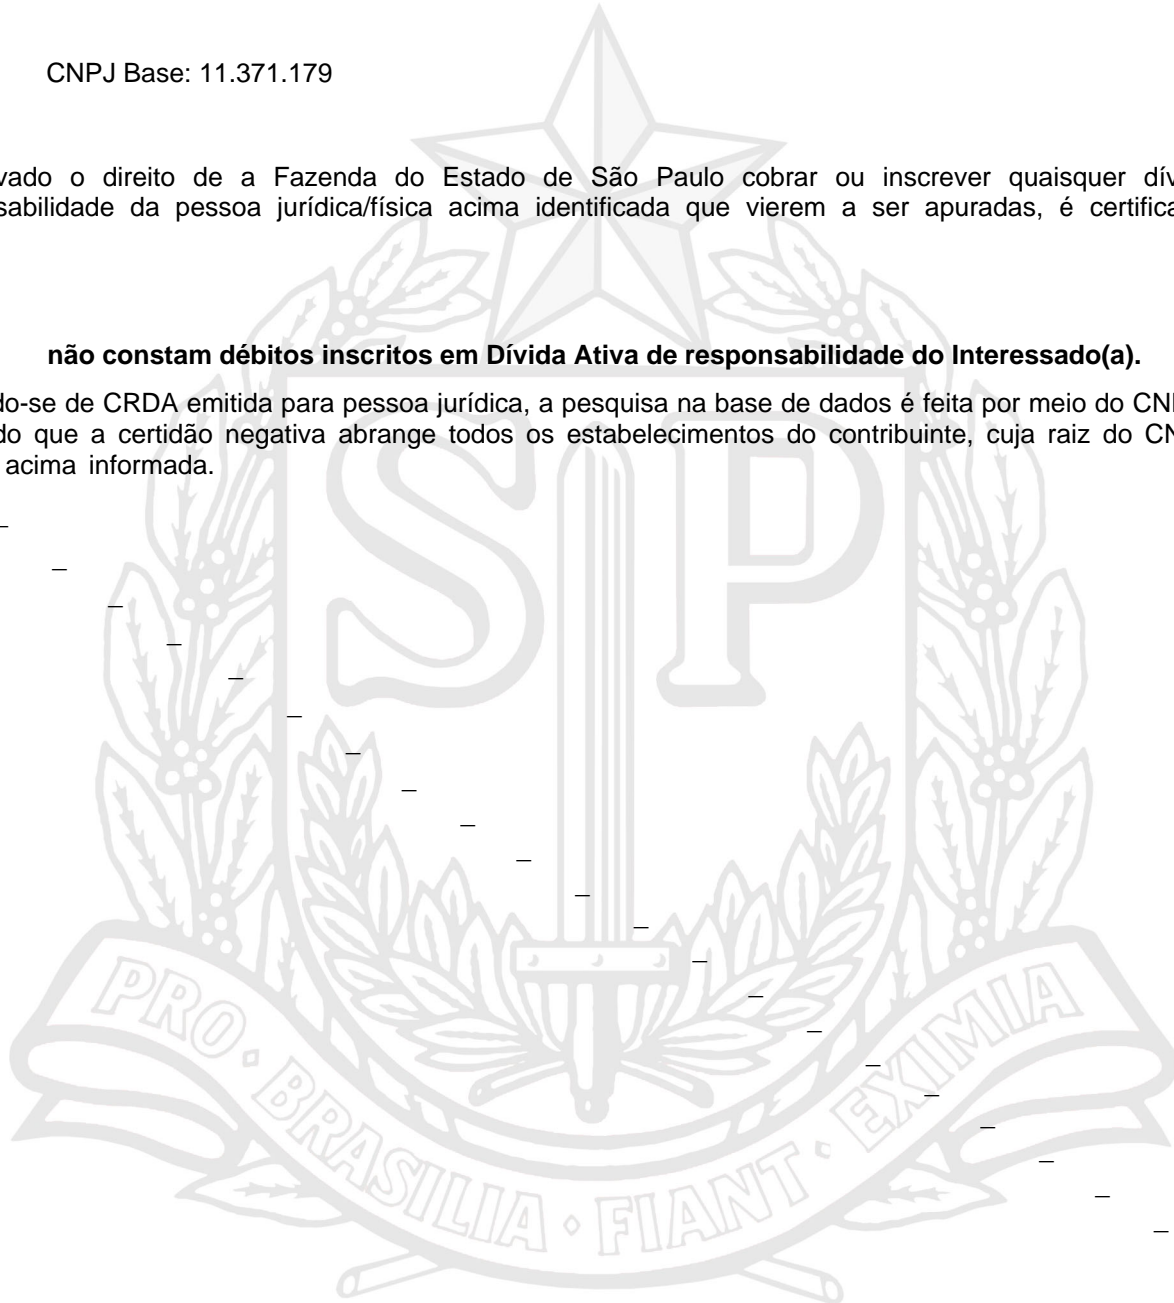 CNPJ Base: 11.371.179
vado o direito de a Fazenda do Estado de São Paulo cobrar ou inscrever quaisquer dív
sabilidade da pessoa jurídica/física acima identificada que vierem a ser apuradas, é certifica
não constam débitos inscritos em Dívida Ativa de responsabilidade do Interessado(a).
do-se de CRDA emitida para pessoa jurídica, a pesquisa na base de dados é feita por meio do CN
do que a certidão negativa abrange todos os estabelecimentos do contribuinte, cuja raiz do CN
acima informada.
SP
PRO · BRASILIA · FIANT · EXIMIA